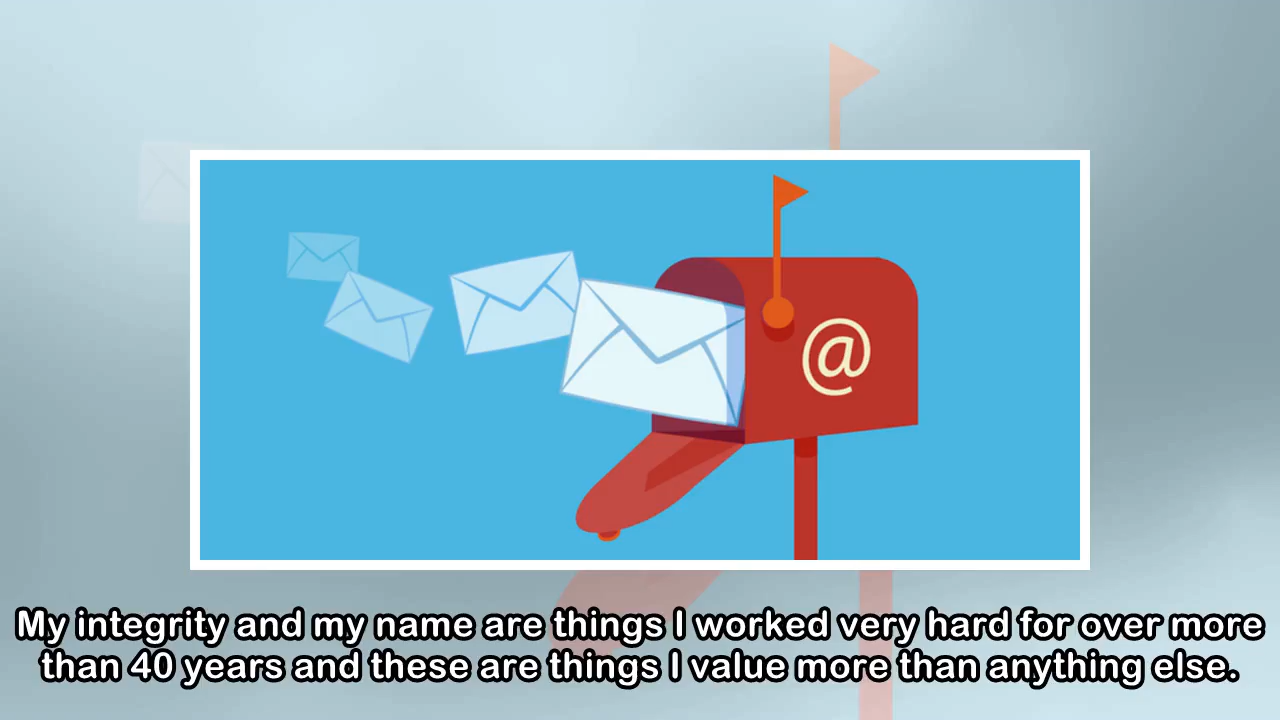 @
My integrity and my name are things I worked very hard for over more
than 40 years and these are things I value more than anything else.